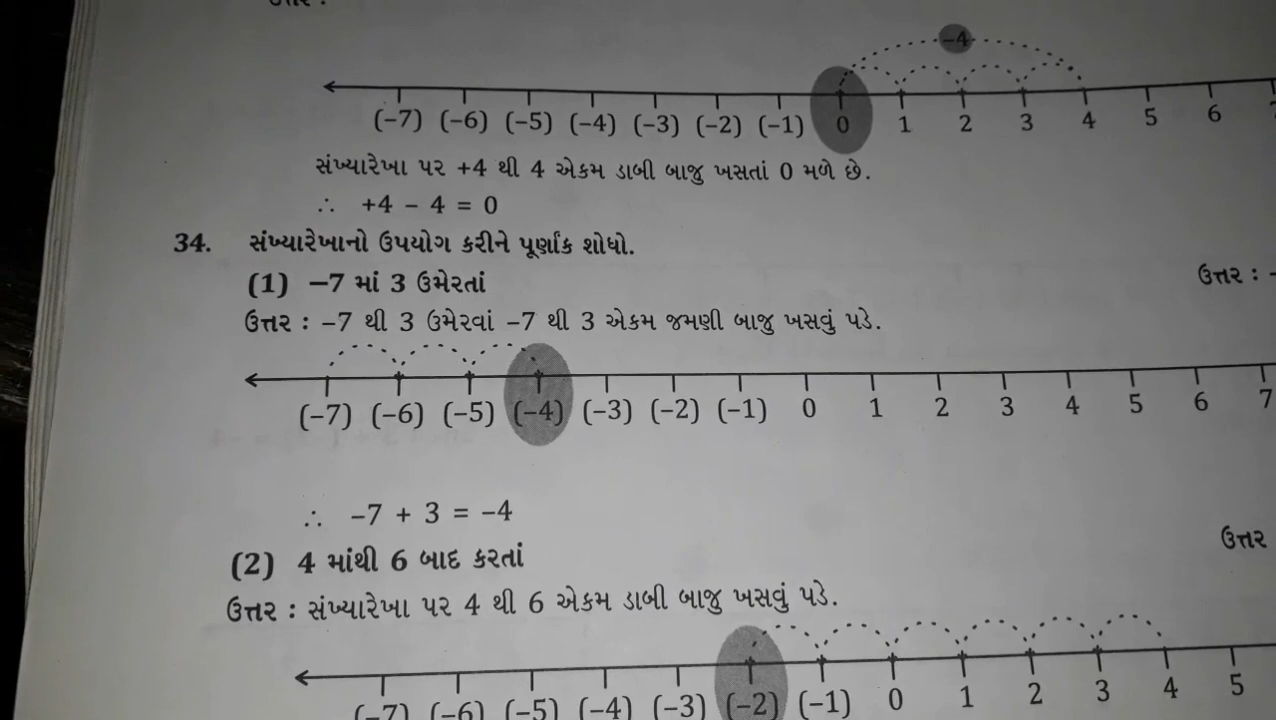 -4
(-7) (-6) (-5) (-4) (-3) (-2) (-1) 0 1 2 3 4 5 6
સંખ્યારેખા પર +4 થી 4 એકમ ડાબી બાજુ ખસતાં 0 મળે છે.
∴ +4 - 4 = 0
34. સંખ્યારેખાનો ઉપયોગ કરીને પૂર્ણાંક શોધો.
(1) -7 માં 3 ઉમેરતાં
ઉત્તર : -
ઉત્તર : -7 થી 3 ઉમેરવાં -7 થી 3 એકમ જમણી બાજુ ખસવું પડે.
(-7) (-6) (-5) (-4) (-3) (-2) (-1) 0 1 2 3 4 5 6 7
∴ -7 + 3 = -4
ઉત્તર
(2) 4 માંથી 6 બાદ કરતાં
ઉત્તર : સંખ્યારેખા પર 4 થી 6 એકમ ડાબી બાજુ ખસવું પડે.
(-7) (-6) (-5) (-4) (-3) (-2) (-1) 0 1 2 3 4 5